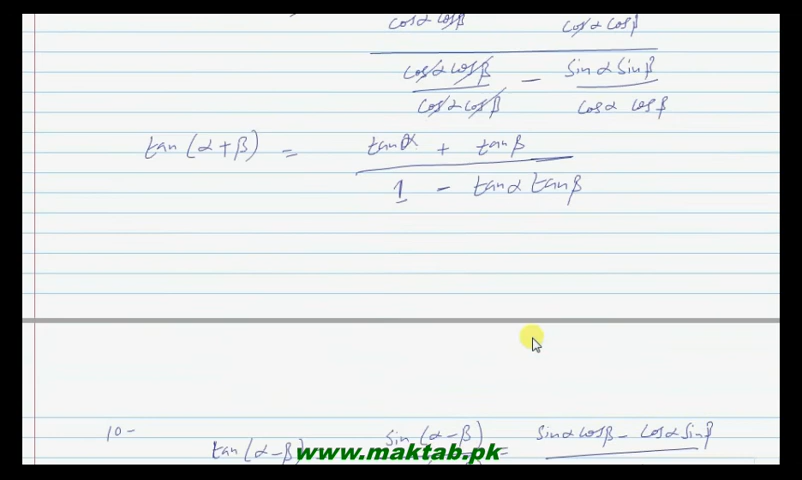 cosα cosβ cosα cosβ
cosα cosβ − sinα sinβ
cosα cosβ cosα cosβ
tan (α+β) = tanα + tanβ
1 − tanα tanβ
10-
tan (α-β) sin (α-β) = sinα cosβ - cosα sinβ
www.maktab.pk